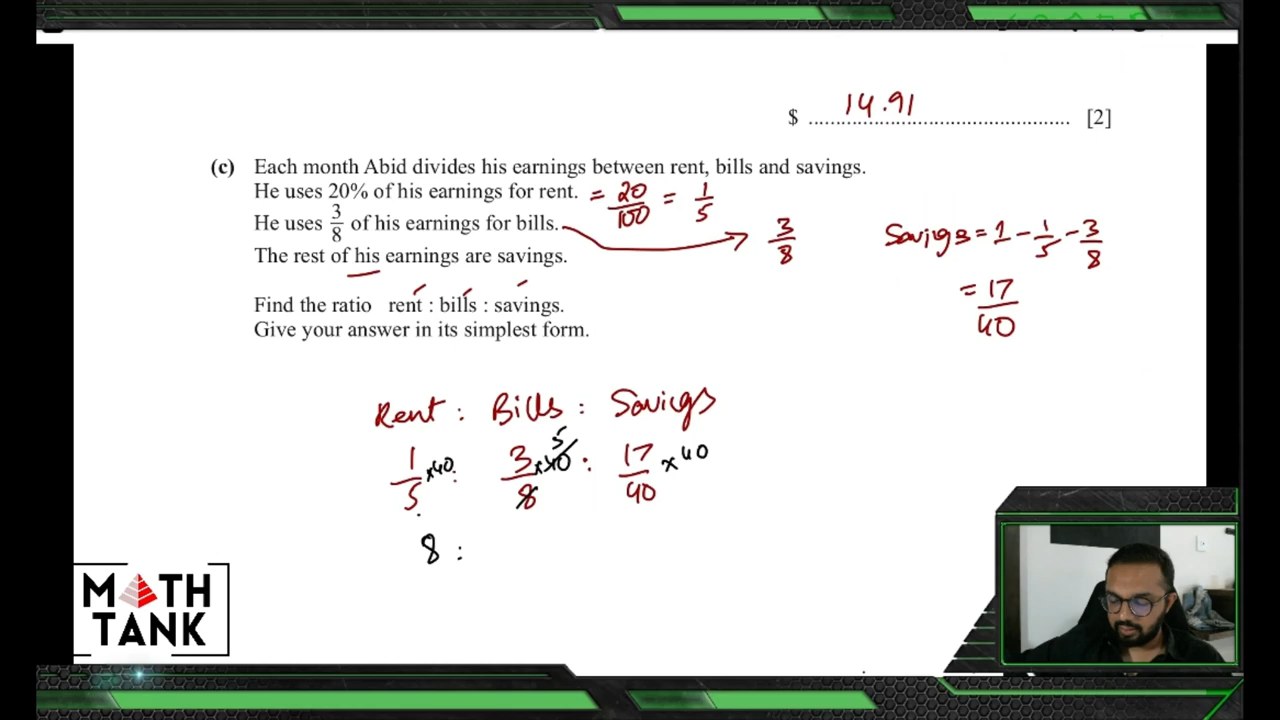 $ 14.91 [2]
(c) Each month Abid divides his earnings between rent, bills and savings.
He uses 20% of his earnings for rent. = 20/100 = 1/5
He uses 3/8 of his earnings for bills. → 3/8
The rest of his earnings are savings.
Savigs = 1 - 1/5 - 3/8
= 17/40
Find the ratio rent : bills : savings.
Give your answer in its simplest form.
Rent : Bills : Savigs
1/5 ×40 : 3/8 ×40 5 : 17/40 ×40
8 :
MATH
TANK